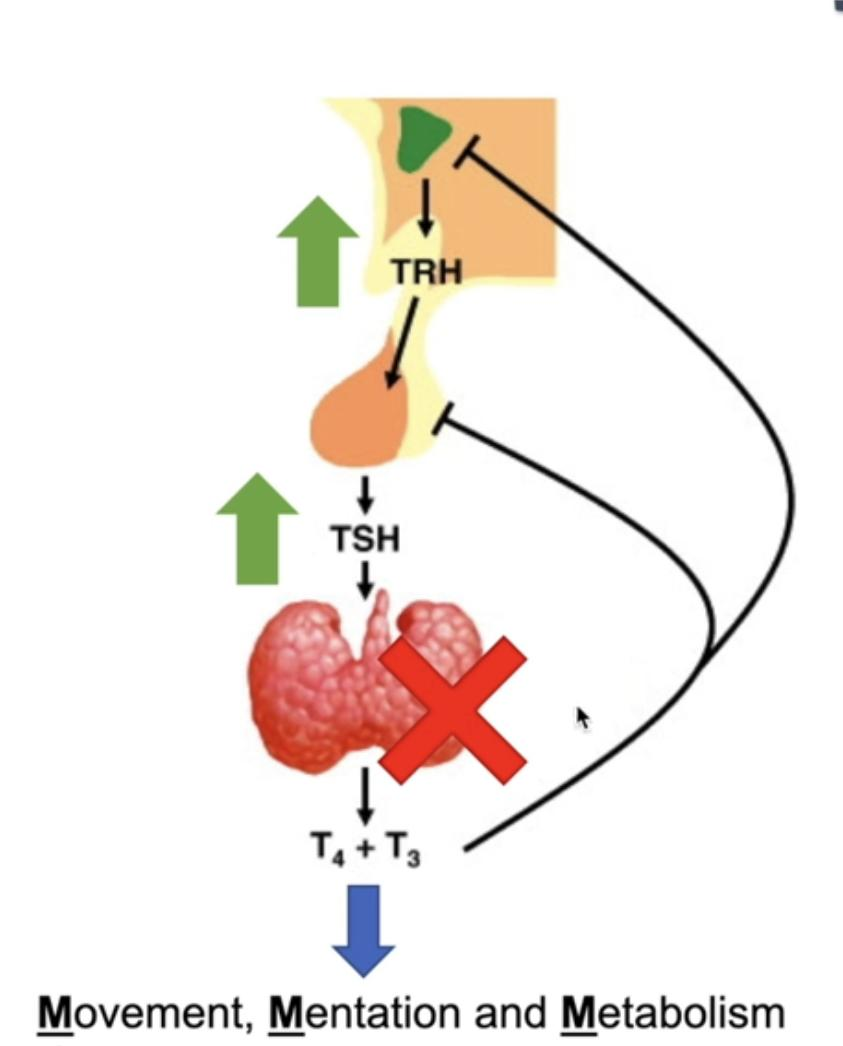 TRH
TSH
T₄ + T₃
Movement, Mentation and Metabolism